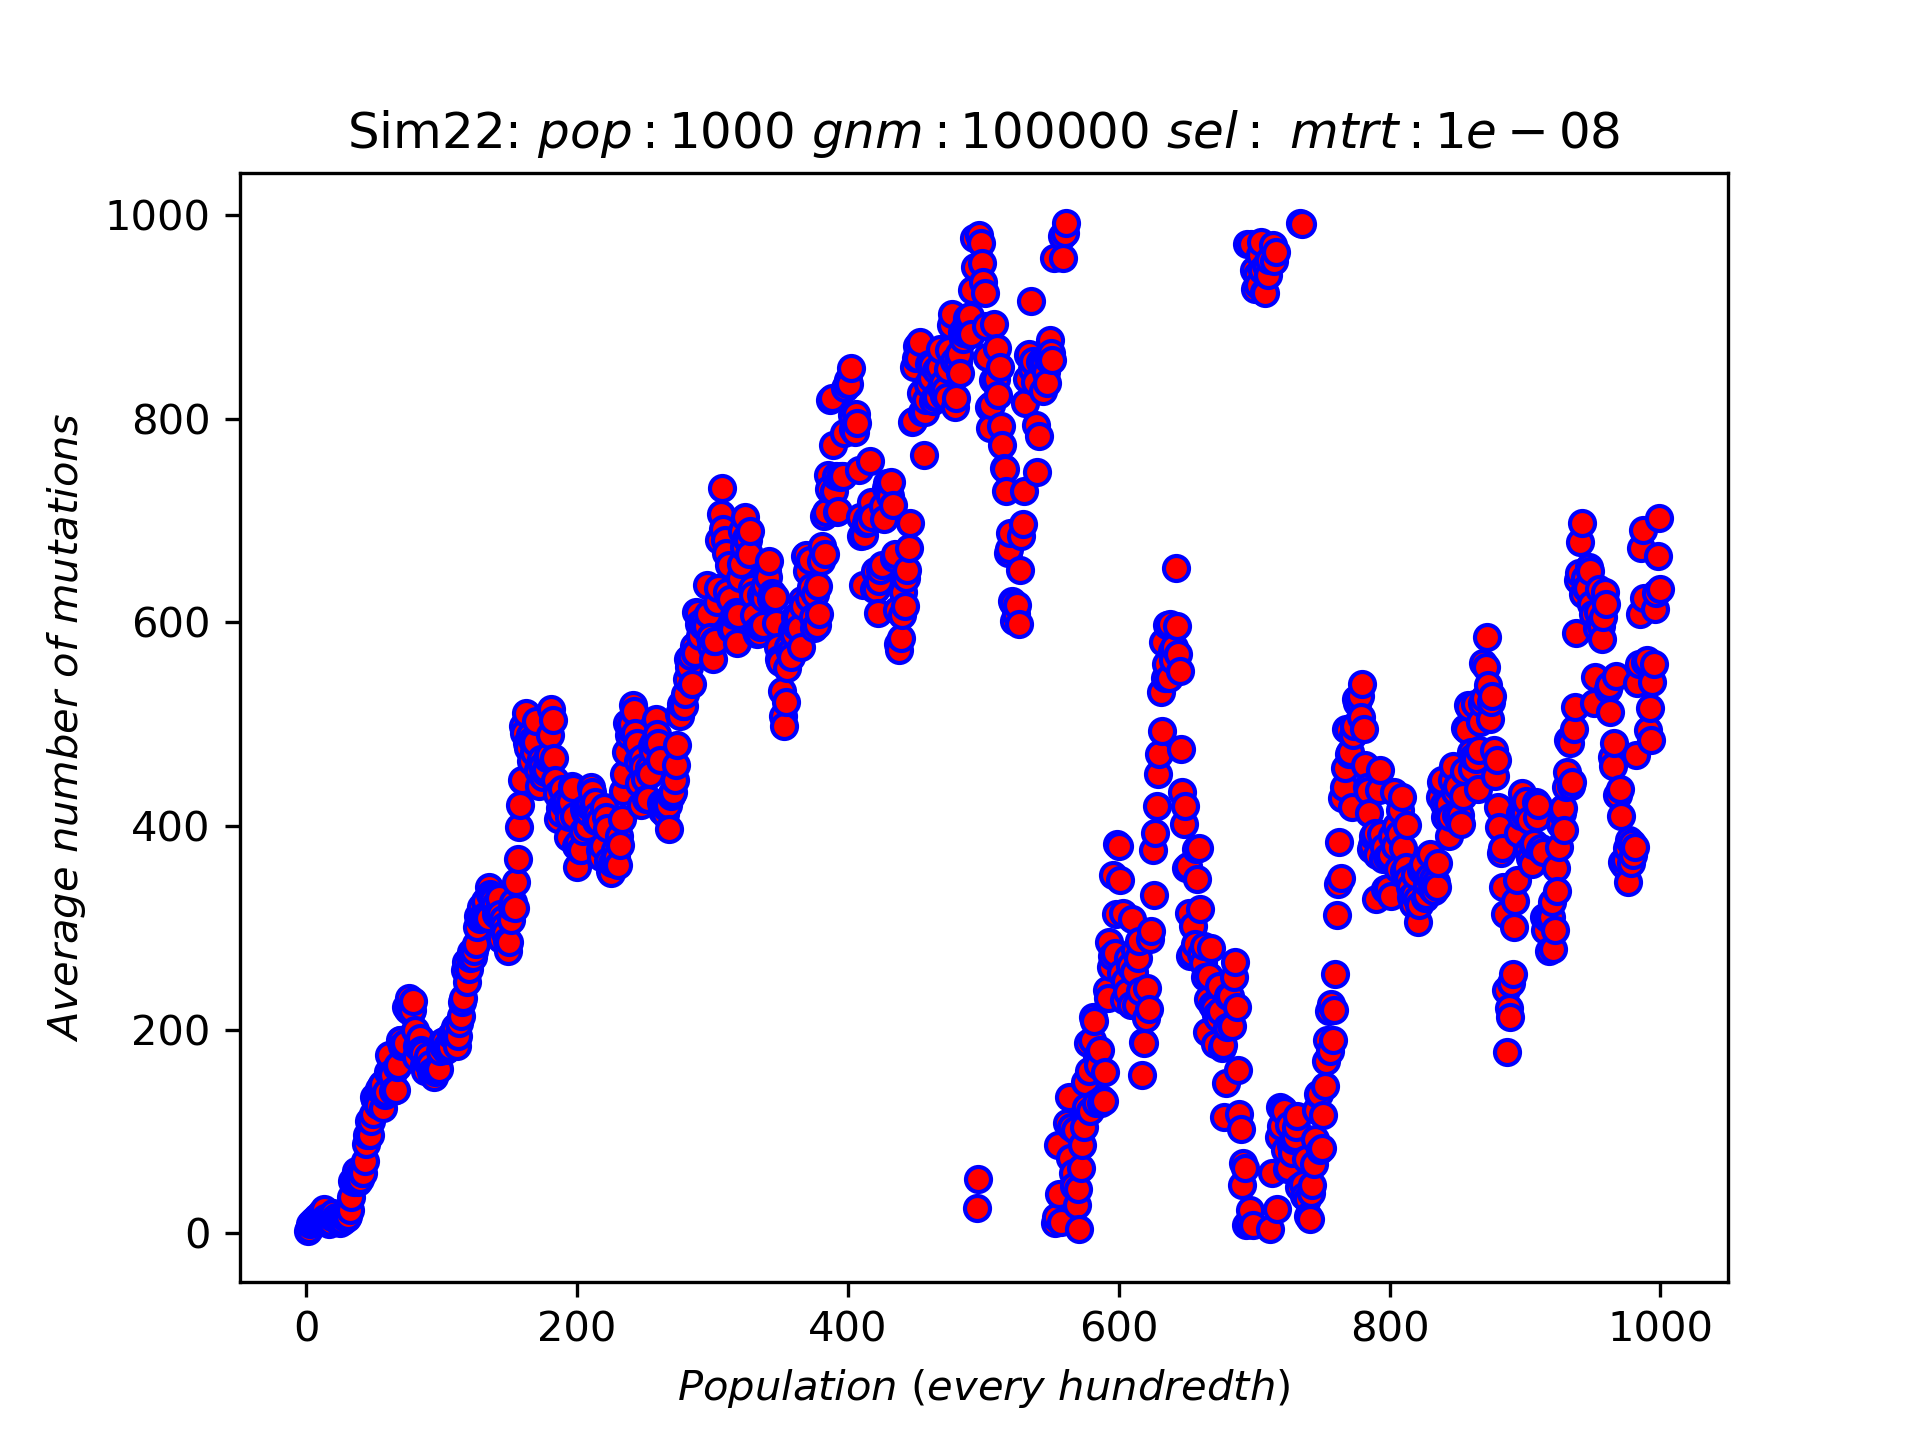 Sim22: pop : 1000 gnm : 100000 sel : mtrt : 1e − 08
1000
800
600
400
200
0
Average number of mutations
0 200 400 600 800 1000
Population (every hundredth)